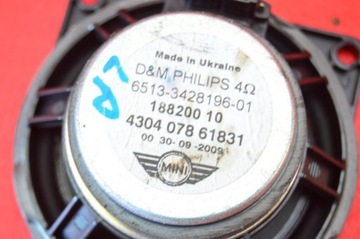 Made in Ukraine
D&M PHILIPS 4Ω
6513-3428196-01
188200 10
4304 078 61831
00 30-09-2009
MINI